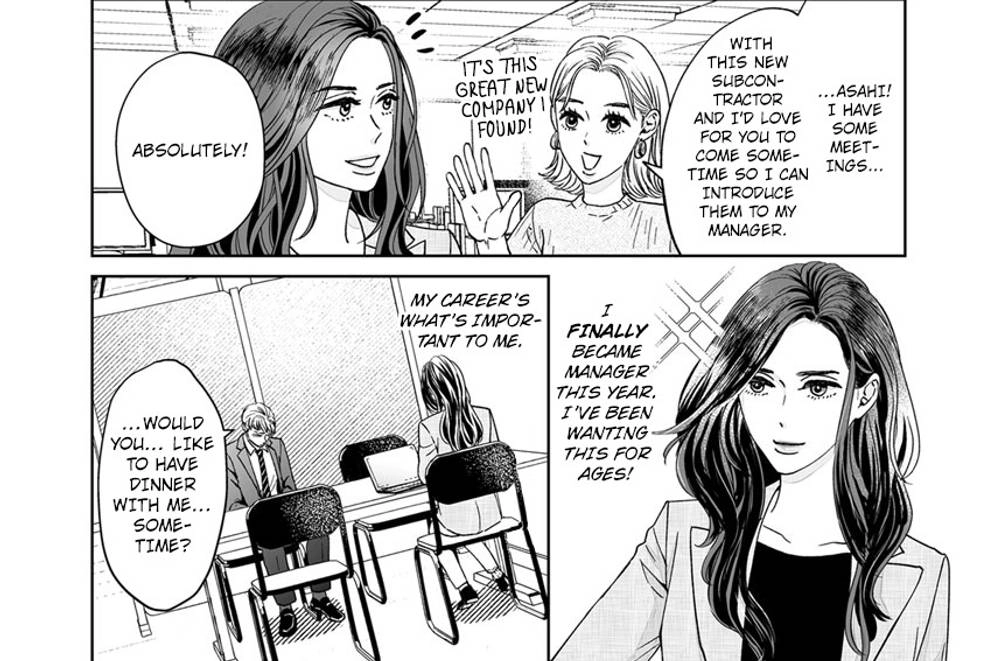 ...ASAHI!
I HAVE
SOME
MEET-
INGS...
WITH
THIS NEW
SUBCON-
TRACTOR
AND I'D LOVE
FOR YOU TO
COME SOME-
TIME SO I CAN
INTRODUCE
THEM TO MY
MANAGER.
IT'S THIS
GREAT NEW
COMPANY I
FOUND!
ABSOLUTELY!
I
FINALLY
BECAME
MANAGER
THIS YEAR.
I'VE BEEN
WANTING
THIS FOR
AGES!
MY CAREER'S
WHAT'S IMPOR-
TANT TO ME.
...WOULD
YOU... LIKE
TO HAVE
DINNER
WITH ME...
SOME-
TIME?